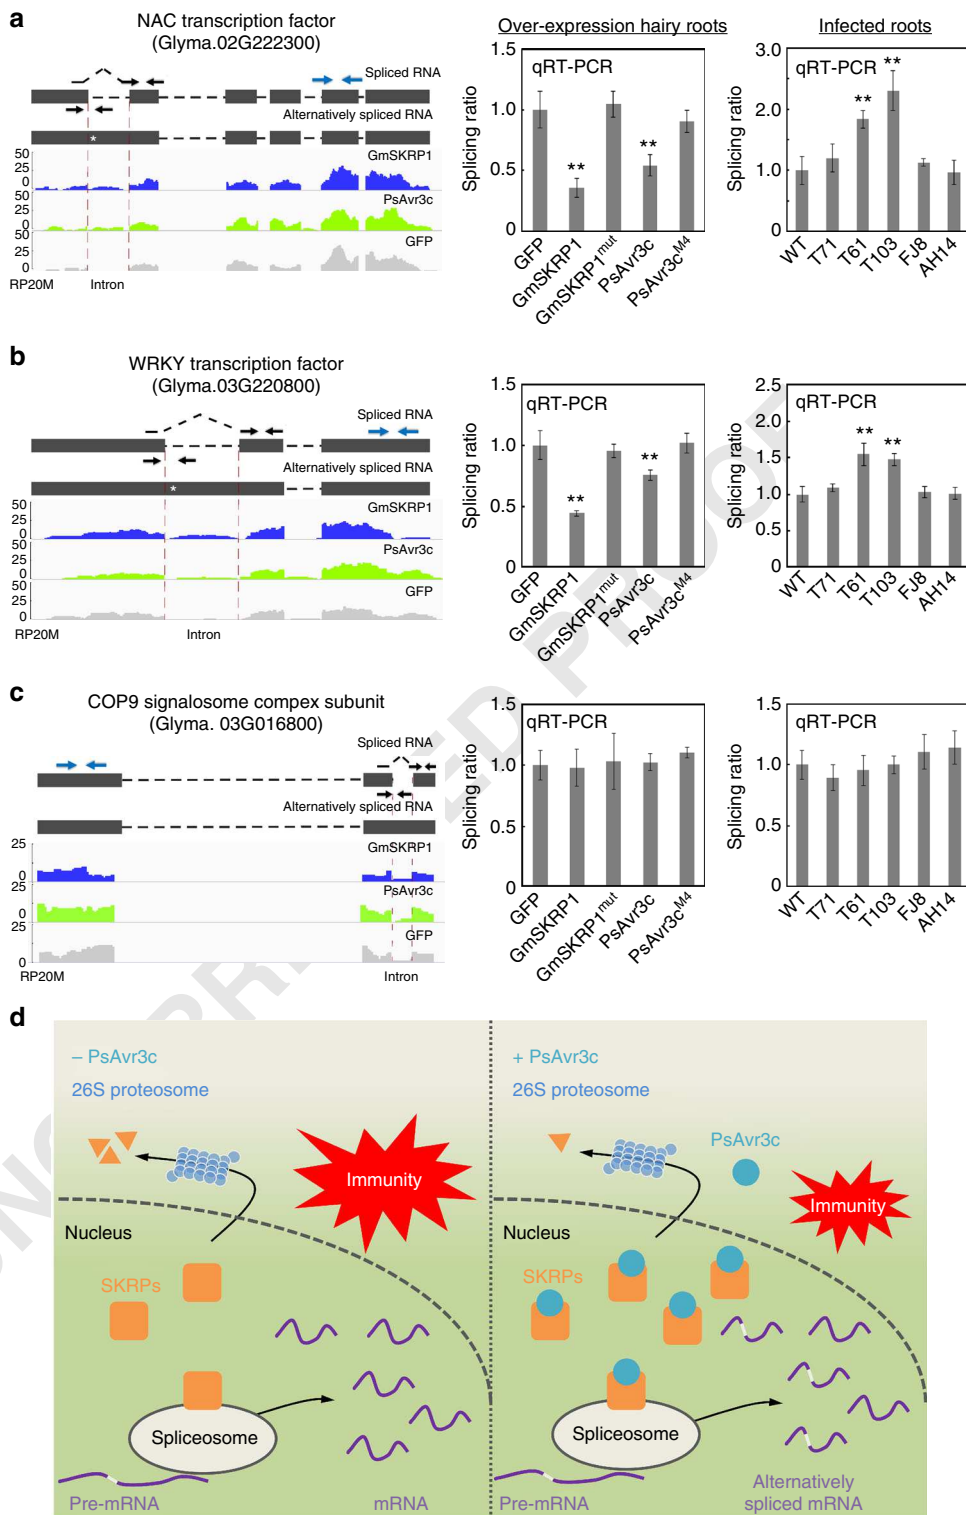 a
NAC transcription factor
(Glyma.02G222300)
Spliced RNA
Alternatively spliced RNA
*
50
25
0
GmSKRP1
50
25
0
PsAvr3c
50
25
0
GFP
RP20M
Intron
Over-expression hairy roots
qRT-PCR
Splicing ratio
1.5
1.0
0.5
0
**
**
GFP
GmSKRP1
GmSKRP1mut
PsAvr3c
PsAvr3cM4
Infected roots
qRT-PCR
Splicing ratio
3.0
2.0
1.0
0
**
**
WT
T71
T61
T103
FJ8
AH14
b
WRKY transcription factor
(Glyma.03G220800)
Spliced RNA
Alternatively spliced RNA
*
50
25
0
GmSKRP1
50
25
0
PsAvr3c
50
25
0
GFP
RP20M
Intron
qRT-PCR
Splicing ratio
1.5
1.0
0.5
0
**
**
GFP
GmSKRP1
GmSKRP1mut
PsAvr3c
PsAvr3cM4
qRT-PCR
Splicing ratio
2.5
2.0
1.5
1.0
0.5
0
**
**
WT
T71
T61
T103
FJ8
AH14
c
COP9 signalosome compex subunit
(Glyma. 03G016800)
Spliced RNA
Alternatively spliced RNA
25
0
GmSKRP1
25
0
PsAvr3c
25
0
GFP
RP20M
Intron
qRT-PCR
Splicing ratio
1.5
1.0
0.5
0
GFP
GmSKRP1
GmSKRP1mut
PsAvr3c
PsAvr3cM4
qRT-PCR
Splicing ratio
1.5
1.0
0.5
0
WT
T71
T61
T103
FJ8
AH14
d
– PsAvr3c
26S proteosome
Immunity
Nucleus
SKRPs
Spliceosome
Pre-mRNA
mRNA
+ PsAvr3c
26S proteosome
PsAvr3c
Immunity
Nucleus
SKRPs
Spliceosome
Pre-mRNA
Alternatively
spliced mRNA